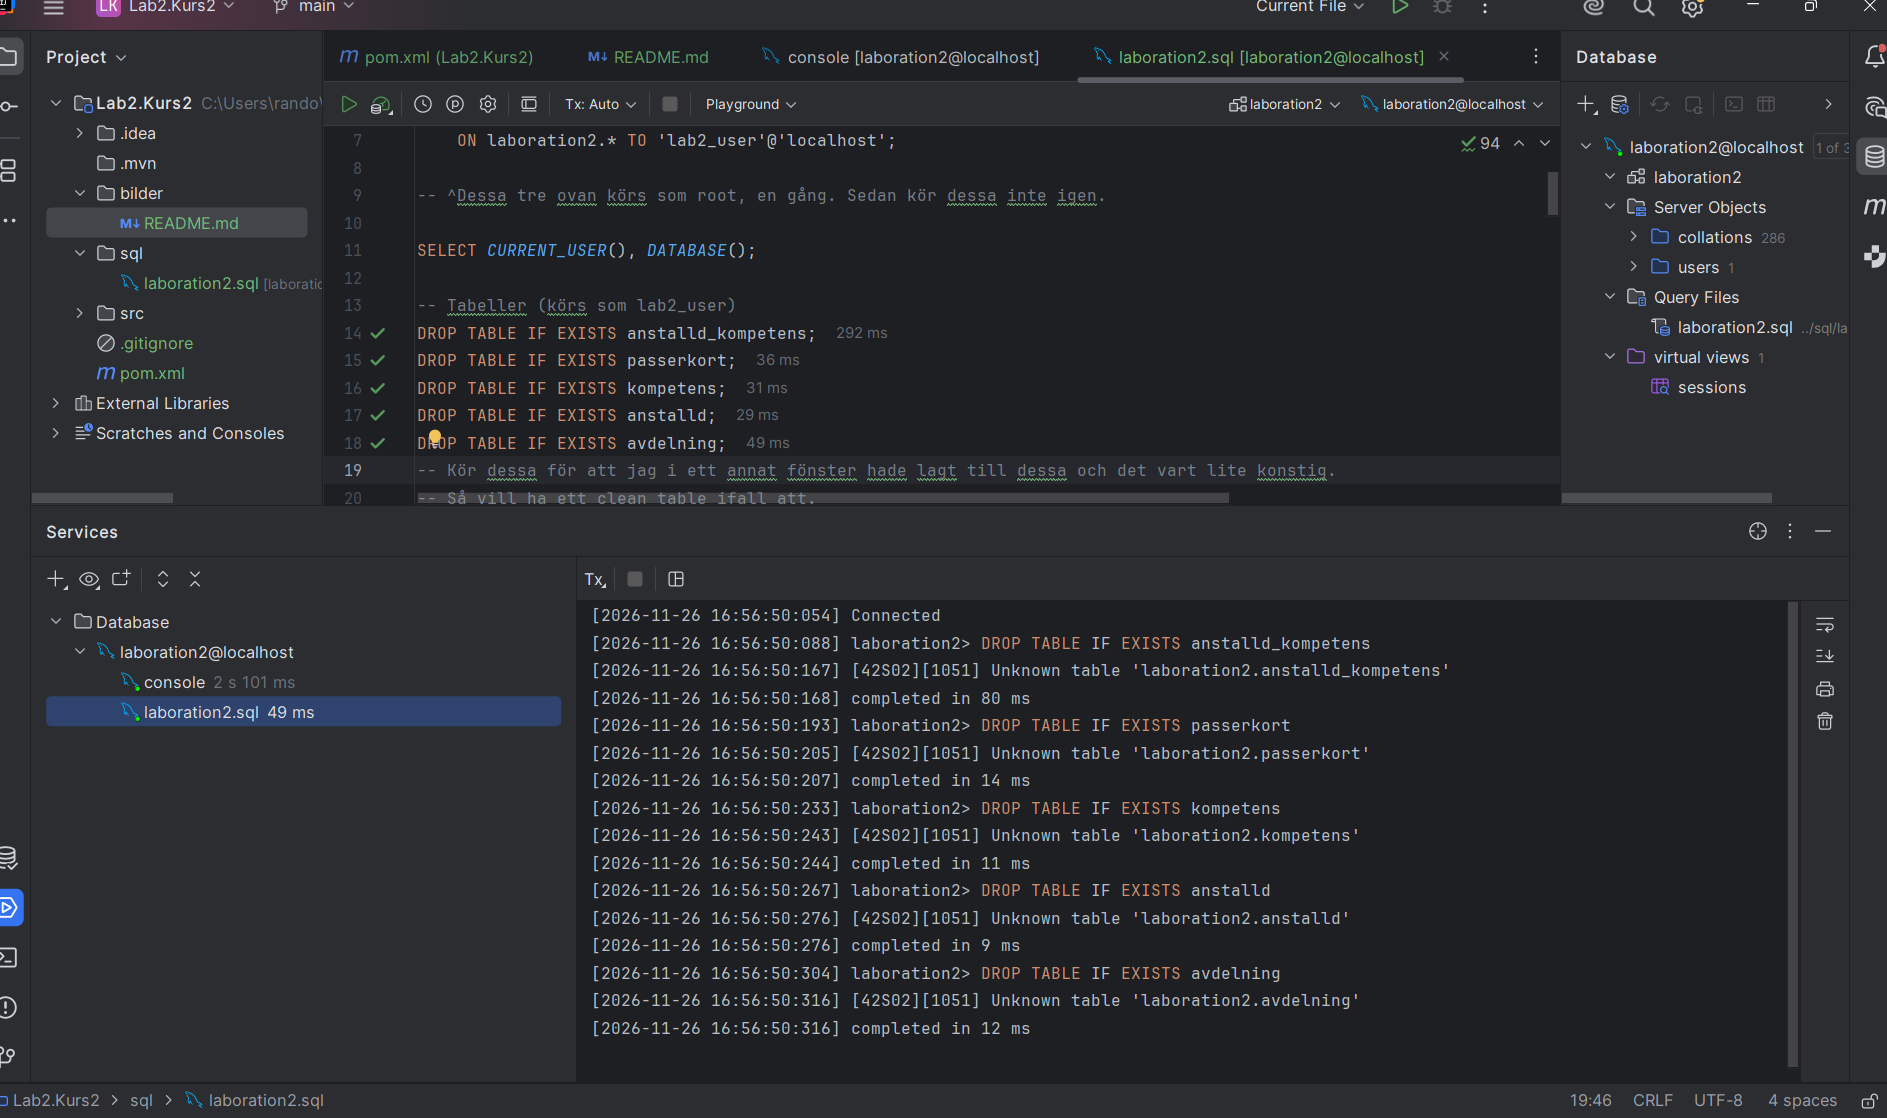 LK Lab2.Kurs2 main Current File
Project
pom.xml (Lab2.Kurs2) README.md console [laboration2@localhost] laboration2.sql [laboration2@localhost]
Database
Lab2.Kurs2 C:\Users\rando\
.idea
.mvn
bilder
README.md
sql
laboration2.sql [laboratio
src
.gitignore
pom.xml
External Libraries
Scratches and Consoles
Tx: Auto Playground laboration2 laboration2@localhost
94
7 ON laboration2.* TO 'lab2_user'@'localhost';
8
9 -- ^Dessa tre ovan körs som root, en gång. Sedan kör dessa inte igen.
10
11 SELECT CURRENT_USER(), DATABASE();
12
13 -- Tabeller (körs som lab2_user)
14 DROP TABLE IF EXISTS anstalld_kompetens; 292 ms
15 DROP TABLE IF EXISTS passerkort; 36 ms
16 DROP TABLE IF EXISTS kompetens; 31 ms
17 DROP TABLE IF EXISTS anstalld; 29 ms
18 DROP TABLE IF EXISTS avdelning; 49 ms
19 -- Kör dessa för att jag i ett annat fönster hade lagt till dessa och det vart lite konstig.
20 -- Så vill ha ett clean table ifall att.
laboration2@localhost 1 of 3
laboration2
Server Objects
collations 286
users 1
Query Files
laboration2.sql ../sql/la
virtual views 1
sessions
Services
Database
laboration2@localhost
console 2 s 101 ms
laboration2.sql 49 ms
Tx
[2026-11-26 16:56:50:054] Connected
[2026-11-26 16:56:50:088] laboration2> DROP TABLE IF EXISTS anstalld_kompetens
[2026-11-26 16:56:50:167] [42S02][1051] Unknown table 'laboration2.anstalld_kompetens'
[2026-11-26 16:56:50:168] completed in 80 ms
[2026-11-26 16:56:50:193] laboration2> DROP TABLE IF EXISTS passerkort
[2026-11-26 16:56:50:205] [42S02][1051] Unknown table 'laboration2.passerkort'
[2026-11-26 16:56:50:207] completed in 14 ms
[2026-11-26 16:56:50:233] laboration2> DROP TABLE IF EXISTS kompetens
[2026-11-26 16:56:50:243] [42S02][1051] Unknown table 'laboration2.kompetens'
[2026-11-26 16:56:50:244] completed in 11 ms
[2026-11-26 16:56:50:267] laboration2> DROP TABLE IF EXISTS anstalld
[2026-11-26 16:56:50:276] [42S02][1051] Unknown table 'laboration2.anstalld'
[2026-11-26 16:56:50:276] completed in 9 ms
[2026-11-26 16:56:50:304] laboration2> DROP TABLE IF EXISTS avdelning
[2026-11-26 16:56:50:316] [42S02][1051] Unknown table 'laboration2.avdelning'
[2026-11-26 16:56:50:316] completed in 12 ms
Lab2.Kurs2 > sql > laboration2.sql 19:46 CRLF UTF-8 4 spaces